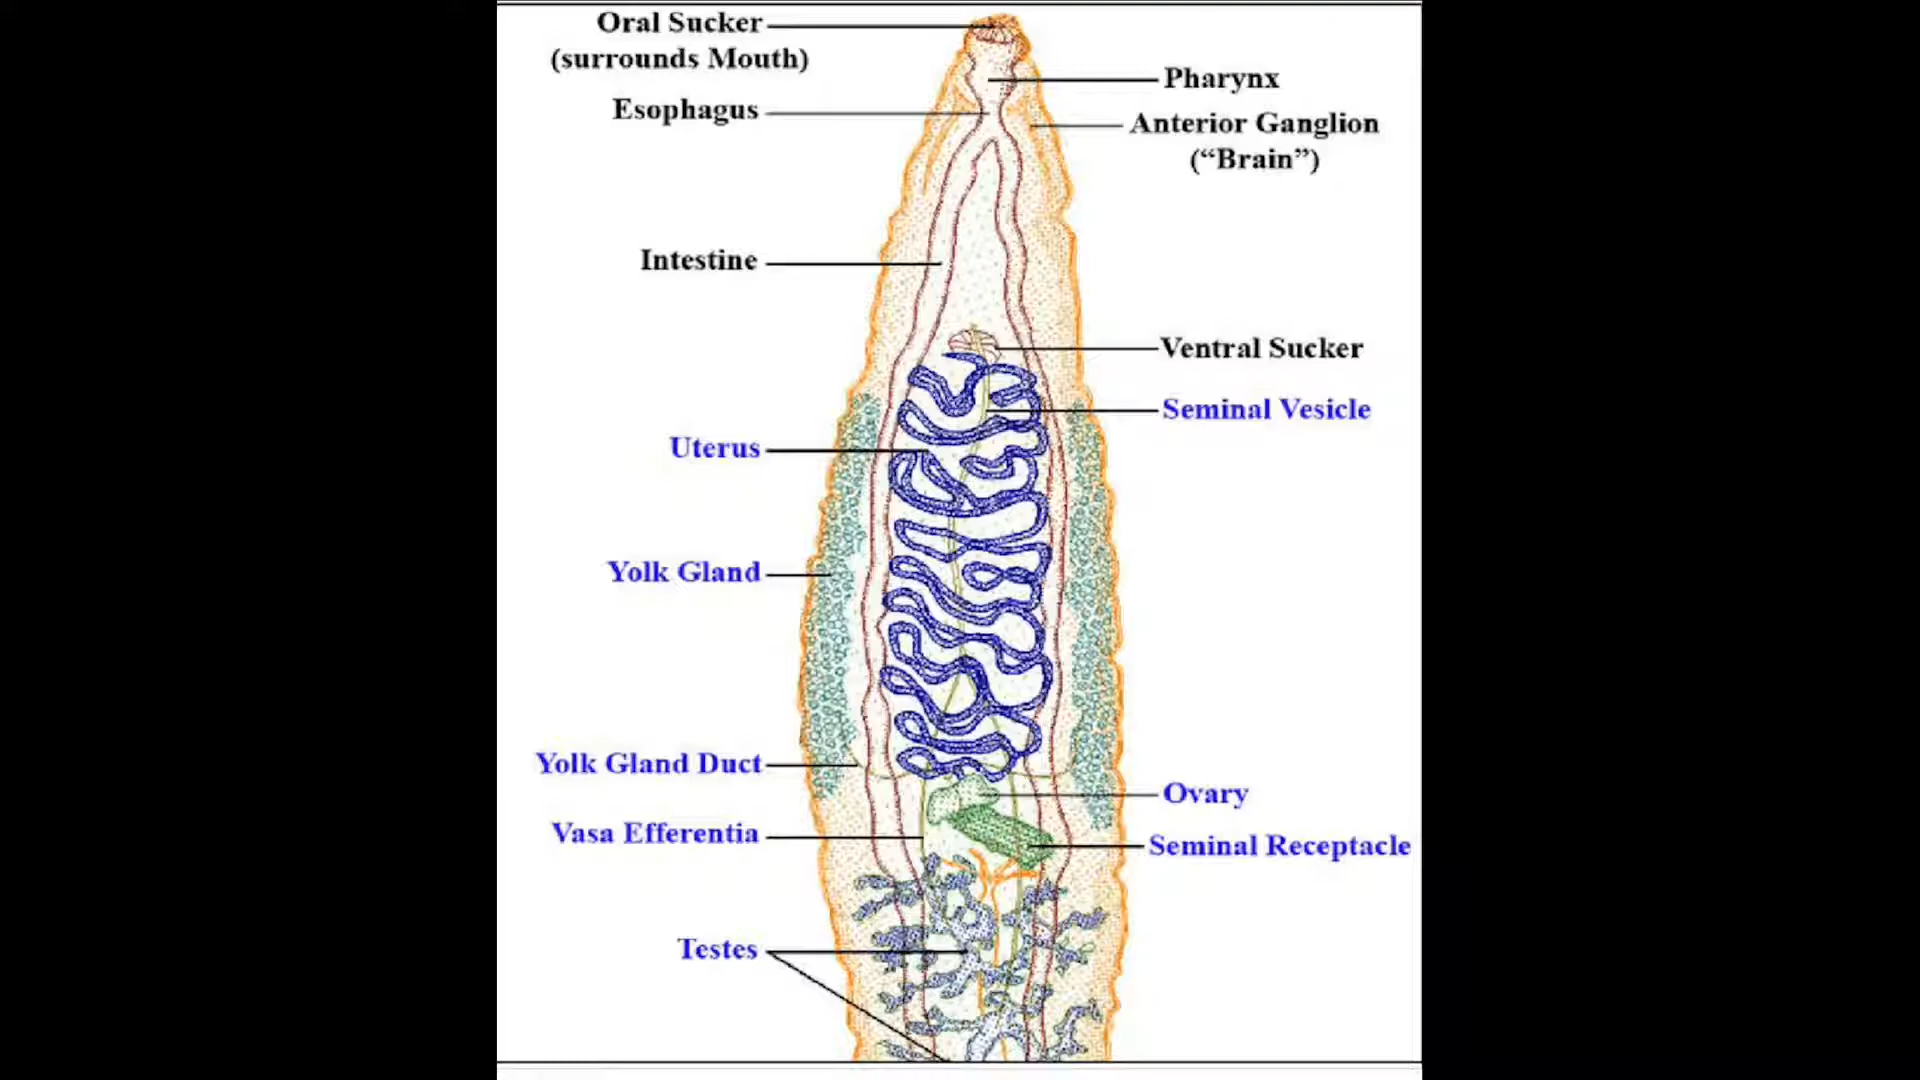 Oral Sucker
(surrounds Mouth)
Pharynx
Esophagus
Anterior Ganglion
(“Brain”)
Intestine
Ventral Sucker
Seminal Vesicle
Uterus
Yolk Gland
Yolk Gland Duct
Ovary
Vasa Efferentia
Seminal Receptacle
Testes